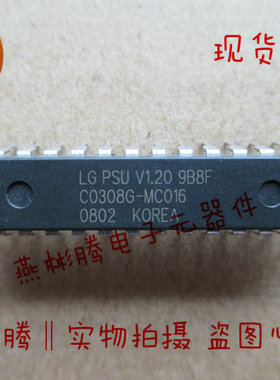 现货
LG PSU V1.20 9B8F
C0308G-MC016
0802 KOREA
燕彬腾电子元器件
腾||实物拍摄 盗图必